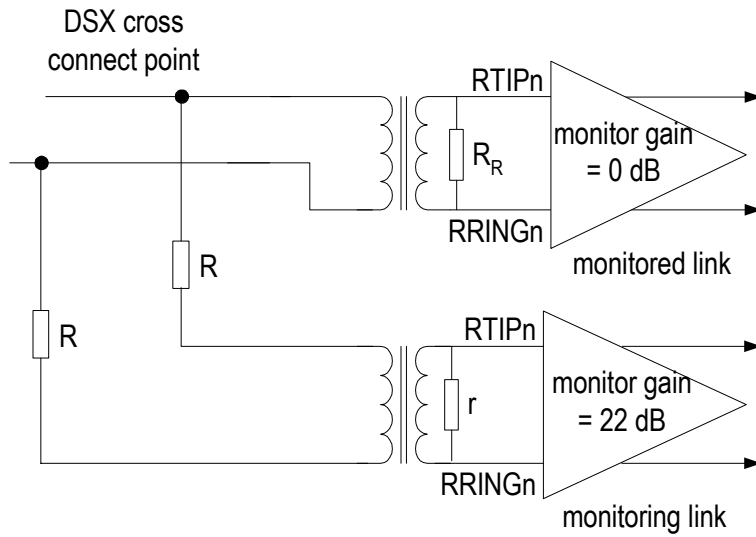 DSX cross
connect point
RTIPn
monitor gain
= 0 dB
R
R
RRINGn
monitored link
R
R
RTIPn
monitor gain
= 22 dB
r
RRINGn
monitoring link